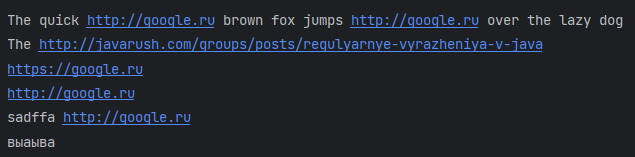 The quick http://google.ru brown fox jumps http://google.ru over the lazy dog
The http://javarush.com/groups/posts/regulyarnye-vyrazheniya-v-java
https://google.ru
http://google.ru
sadffa http://google.ru
выаыва